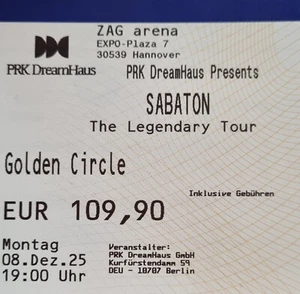 ZAG arena
EXPO-Plaza 7
30539 Hannover
PRK DreamHaus
PRK DreamHaus Presents
SABATON
The Legendary Tour
Golden Circle
Inklusive Gebühren
EUR 109,90
Montag
08.Dez.25
19:00 Uhr
Veranstalter:
PRK DreamHaus GmbH
Kurfürstendamm 59
DEU - 10707 Berlin